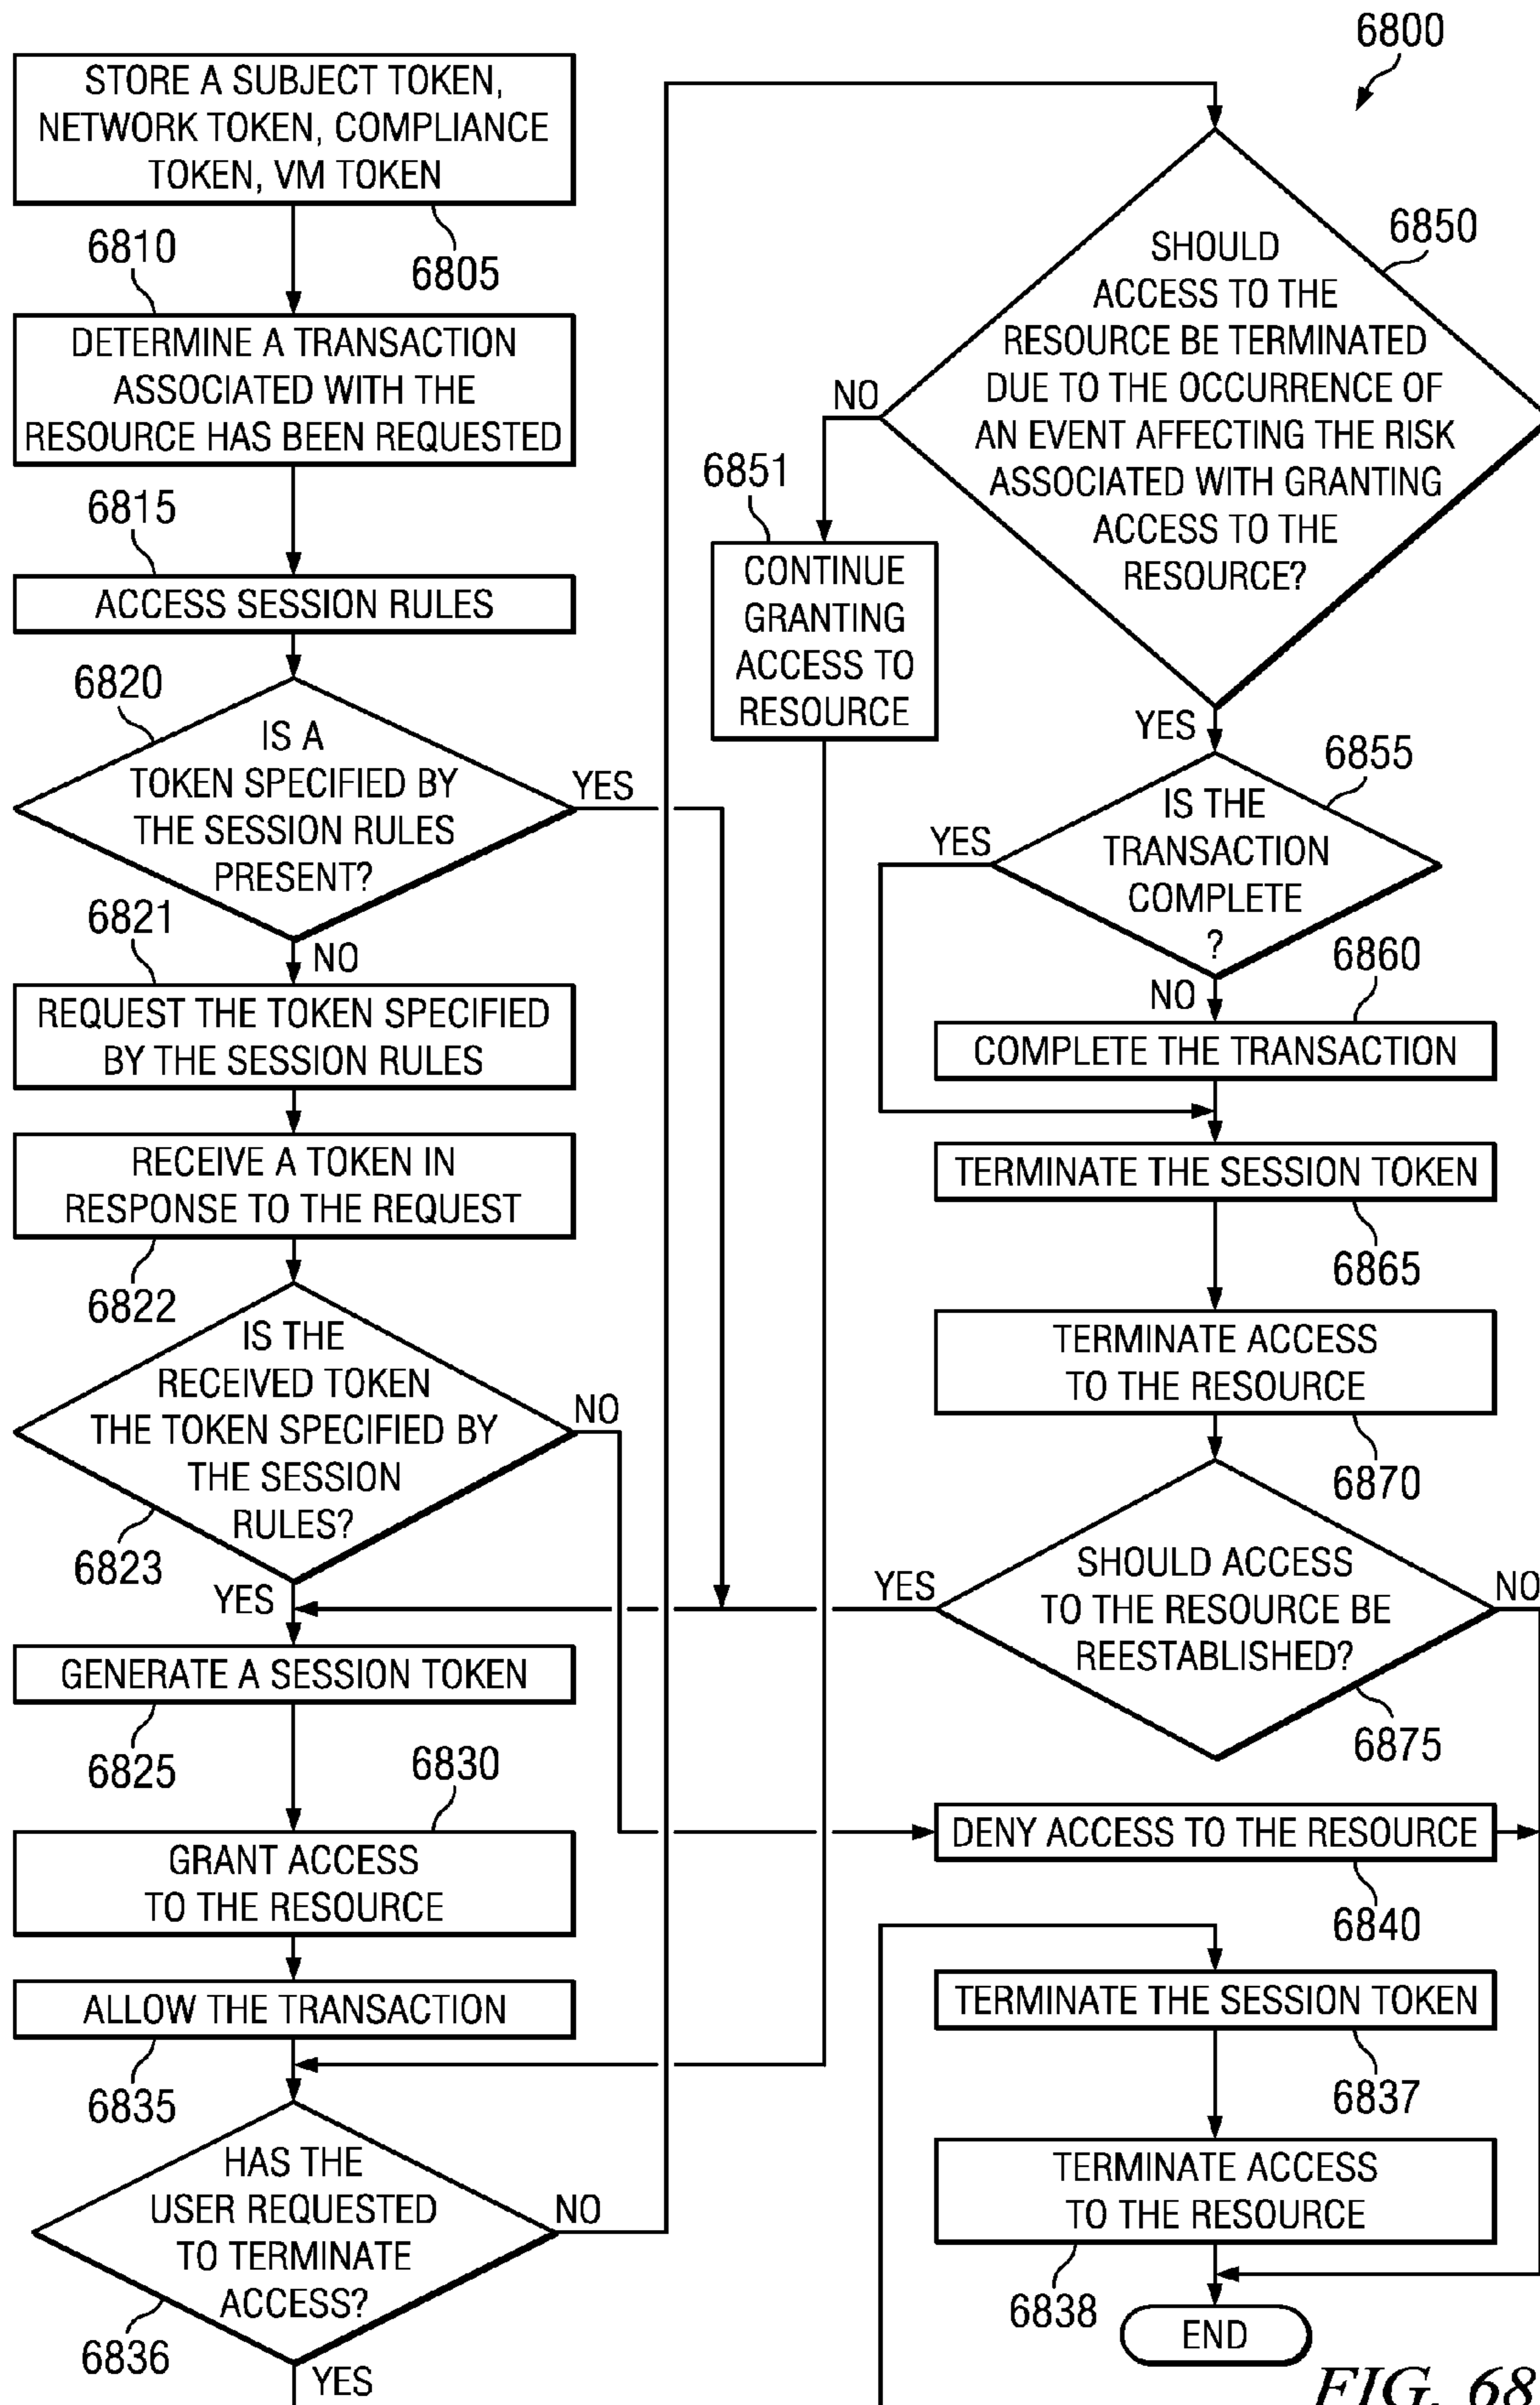 6800
STORE A SUBJECT TOKEN,
NETWORK TOKEN, COMPLIANCE
TOKEN, VM TOKEN
6805
6810
DETERMINE A TRANSACTION
ASSOCIATED WITH THE
RESOURCE HAS BEEN REQUESTED
6815
ACCESS SESSION RULES
6820
IS A
TOKEN SPECIFIED BY
THE SESSION RULES
PRESENT?
YES
NO
6821
REQUEST THE TOKEN SPECIFIED
BY THE SESSION RULES
RECEIVE A TOKEN IN
RESPONSE TO THE REQUEST
6822
IS THE
RECEIVED TOKEN
THE TOKEN SPECIFIED BY
THE SESSION
RULES?
6823
NO
YES
GENERATE A SESSION TOKEN
6825
6830
GRANT ACCESS
TO THE RESOURCE
ALLOW THE TRANSACTION
6835
HAS THE
USER REQUESTED
TO TERMINATE
ACCESS?
6836
NO
YES
SHOULD
ACCESS TO THE
RESOURCE BE TERMINATED
DUE TO THE OCCURRENCE OF
AN EVENT AFFECTING THE RISK
ASSOCIATED WITH GRANTING
ACCESS TO THE
RESOURCE?
6850
NO
6851
CONTINUE
GRANTING
ACCESS TO
RESOURCE
YES
6855
IS THE
TRANSACTION
COMPLETE
?
YES
NO
6860
COMPLETE THE TRANSACTION
TERMINATE THE SESSION TOKEN
6865
TERMINATE ACCESS
TO THE RESOURCE
6870
SHOULD ACCESS
TO THE RESOURCE BE
REESTABLISHED?
YES
NO
6875
DENY ACCESS TO THE RESOURCE
6840
TERMINATE THE SESSION TOKEN
6837
TERMINATE ACCESS
TO THE RESOURCE
6838
END
FIG. 68